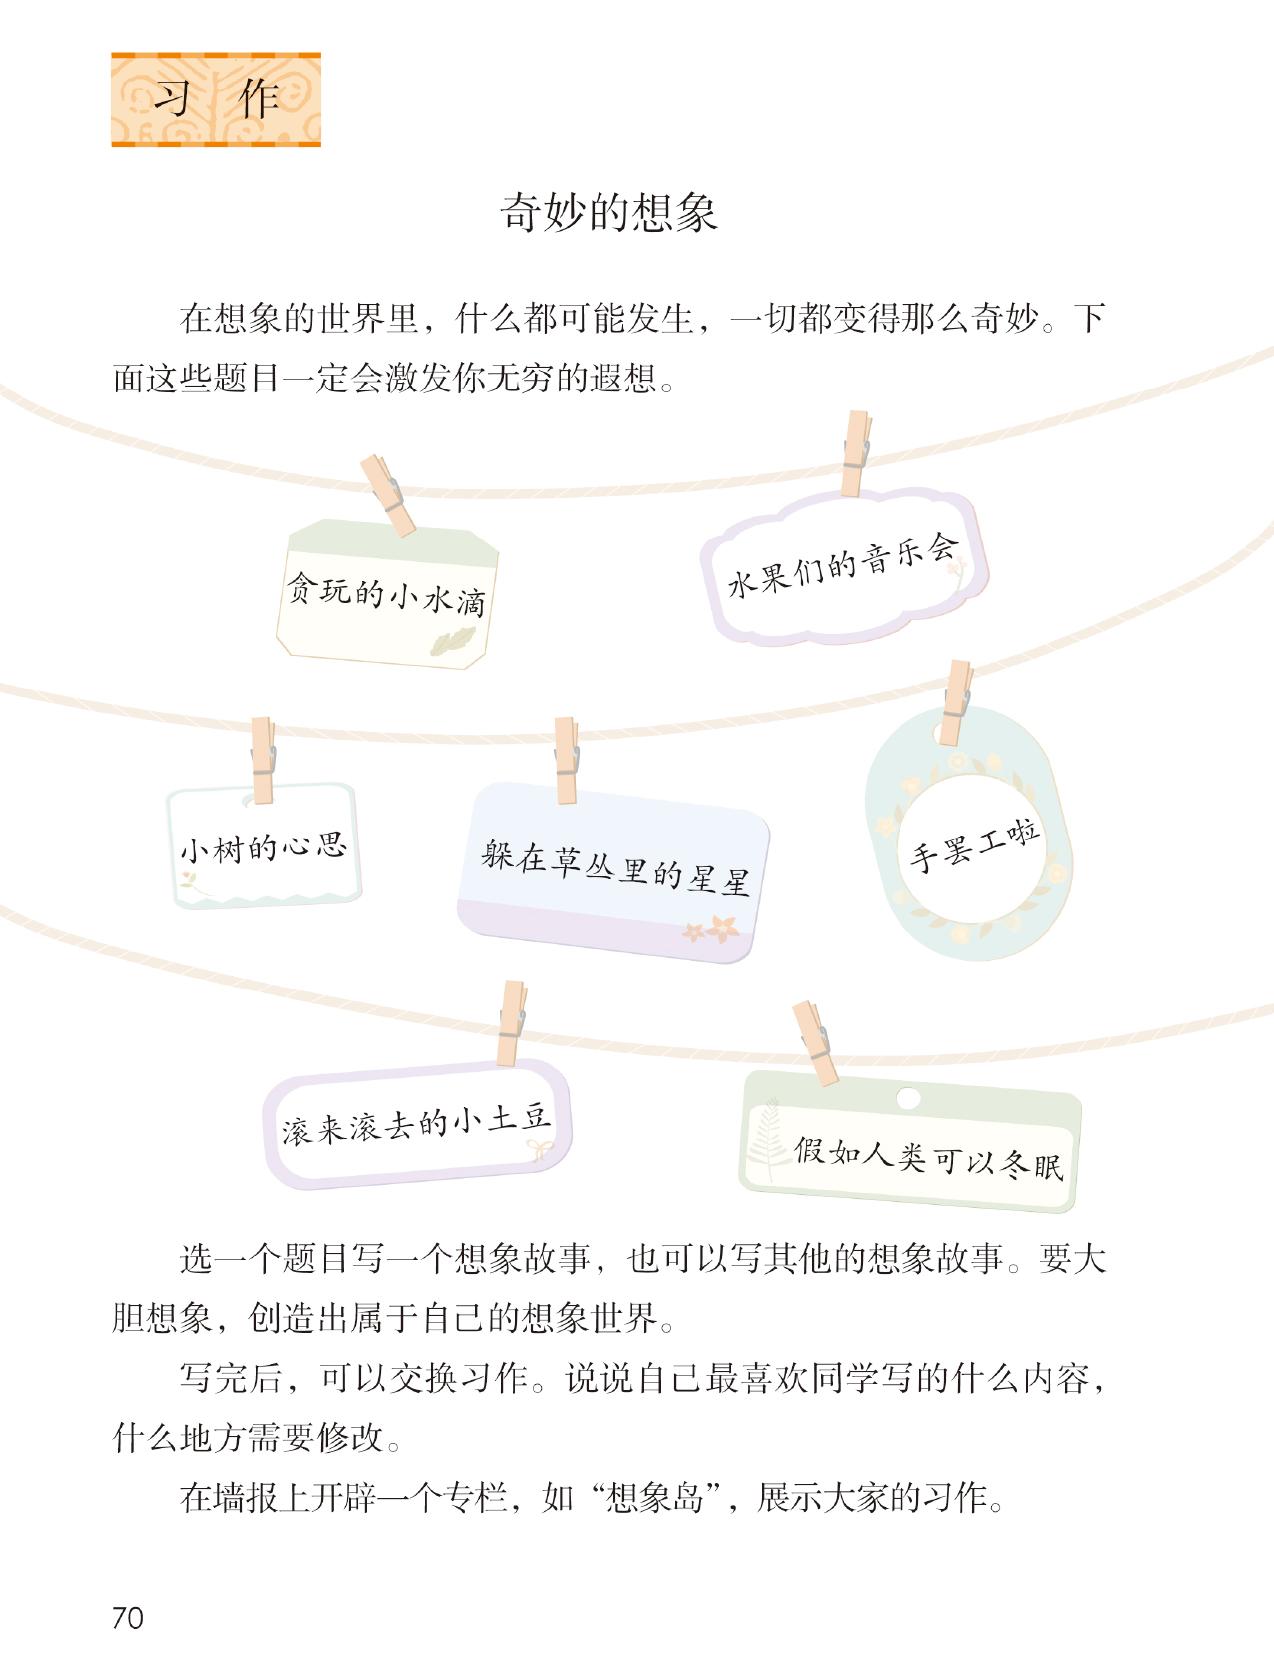 习 作
奇妙的想象
在想象的世界里，什么都可能发生，一切都变得那么奇妙。下
面这些题目一定会激发你无穷的遐想。
贪玩的小水滴
水果们的音乐会
小树的心思
躲在草丛里的星星
手罢工啦
滚来滚去的小土豆
假如人类可以冬眠
选一个题目写一个想象故事，也可以写其他的想象故事。要大
胆想象，创造出属于自己的想象世界。
写完后，可以交换习作。说说自己最喜欢同学写的什么内容，
什么地方需要修改。
在墙报上开辟一个专栏，如“想象岛”，展示大家的习作。
70